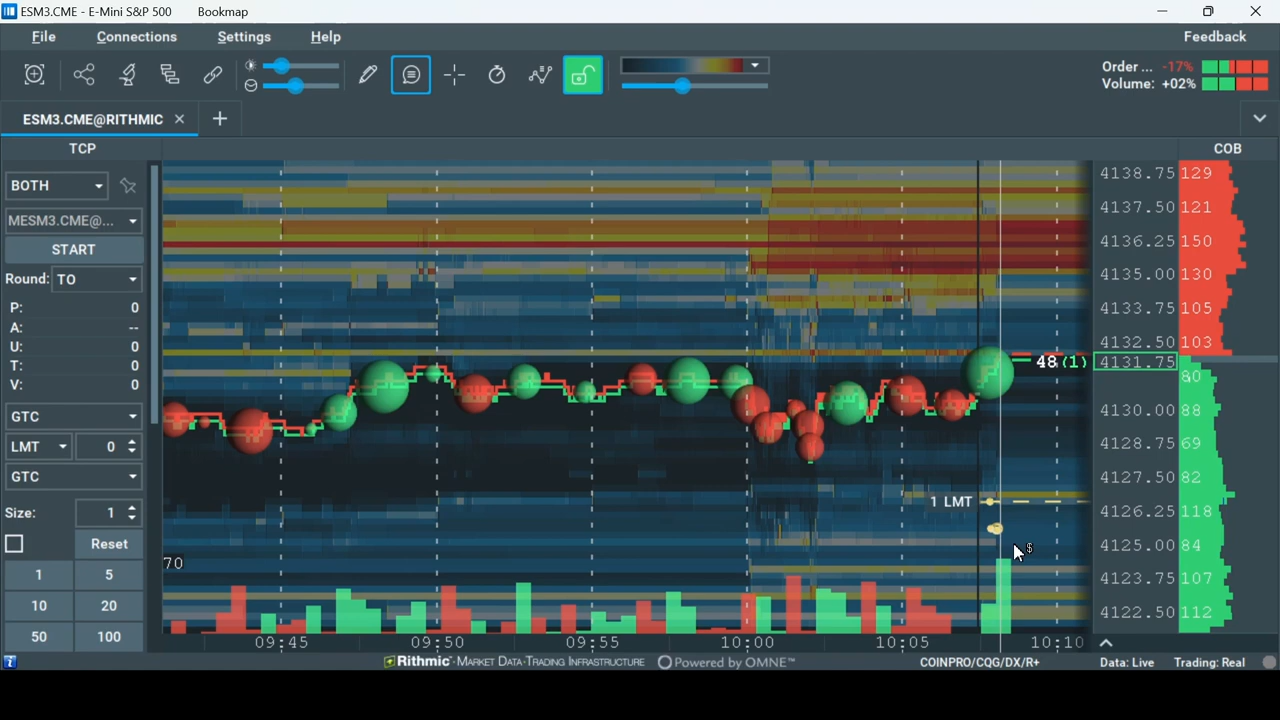 ESM3.CME - E-Mini S&P 500 Bookmap
File Connections Settings Help Feedback
Order ... -17%
Volume: +02%
ESM3.CME@RITHMIC
TCP COB
BOTH
MESM3.CME@...
START
Round: TO
P: 0
A: --
U: 0
T: 0
V: 0
GTC
LMT 0
GTC
Size: 1
Reset
1 5
10 20
50 100
70
48(1)
1 LMT
4138.75 129
4137.50 121
4136.25 150
4135.00 130
4133.75 105
4132.50 103
4131.75
80
4130.00 88
4128.75 69
4127.50 82
4126.25 118
4125.00 84
4123.75 107
4122.50 112
09:45 09:50 09:55 10:00 10:05 10:10
Rithmic - Market Data-Trading Infrastructure Powered by OMNE™ COINPRO/CQG/DX/R+ Data: Live Trading: Real